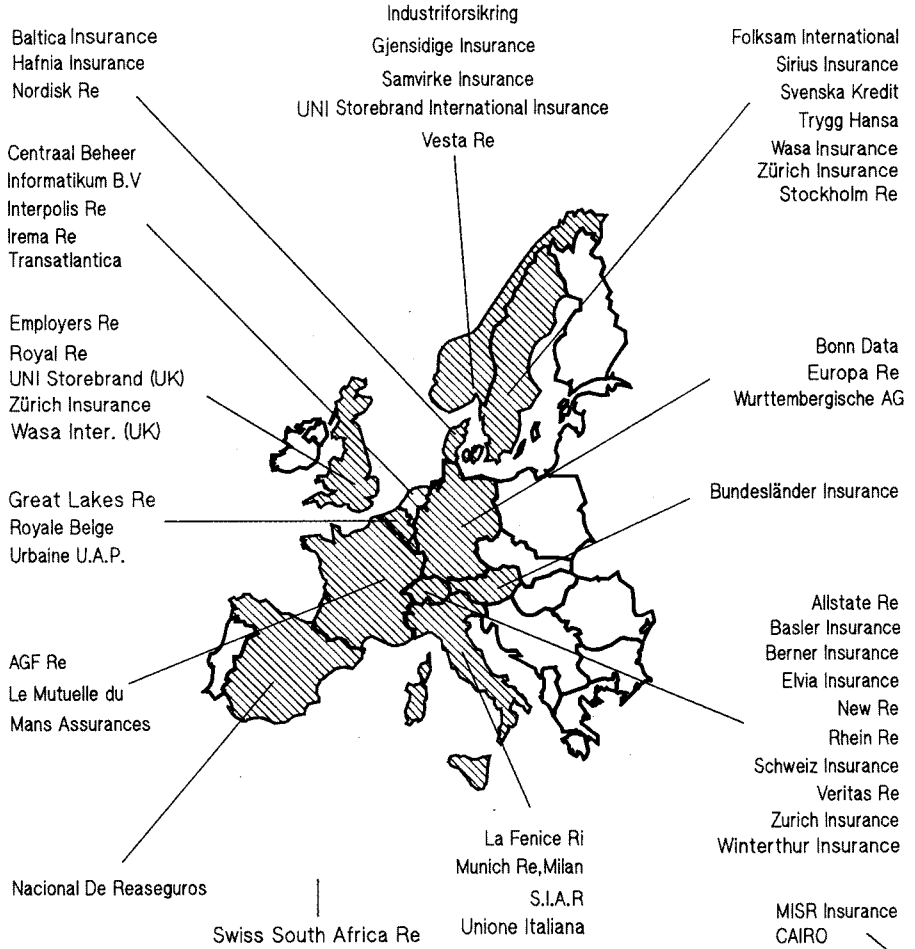 Industriforsikring
Gjensidige Insurance
Samvirke Insurance
UNI Storebrand International Insurance
Vesta Re
Baltica Insurance
Hafnia Insurance
Nordisk Re
Folksam International
Sirius Insurance
Svenska Kredit
Trygg Hansa
Wasa Insurance
Zürich Insurance
Stockholm Re
Centraal Beheer
Informatikum B.V
Interpolis Re
Irema Re
Transatlantica
Employers Re
Royal Re
UNI Storebrand (UK)
Zürich Insurance
Wasa Inter. (UK)
Bonn Data
Europa Re
Wurttembergische AG
Great Lakes Re
Royale Belge
Urbaine U.A.P.
Bundesländer Insurance
AGF Re
Le Mutuelle du
Mans Assurances
Allstate Re
Basler Insurance
Berner Insurance
Elvia Insurance
New Re
Rhein Re
Schweiz Insurance
Veritas Re
Zurich Insurance
Winterthur Insurance
Nacional De Reaseguros
La Fenice Ri
Munich Re,Milan
S.I.A.R
Unione Italiana
Swiss South Africa Re
MISR Insurance
CAIRO